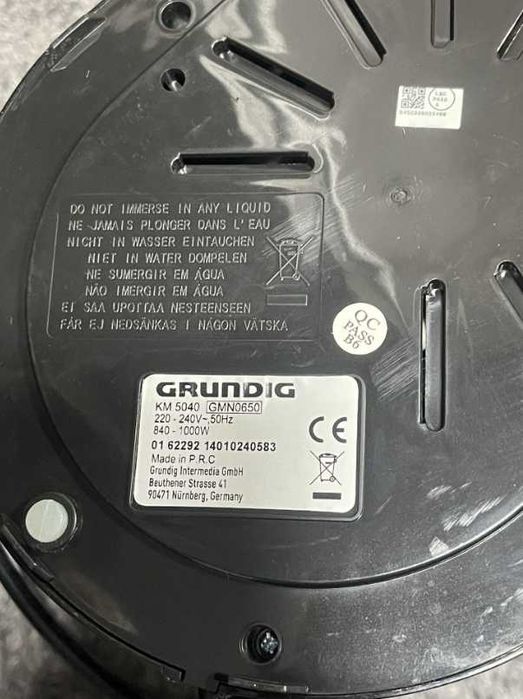 DO NOT IMMERSE IN ANY LIQUID
NE JAMAIS PLONGER DANS L'EAU
NICHT IN WASSER EINTAUCHEN
NIET IN WATER DOMPELEN
NE SUMERGIR EM ÁGUA
NÃO IMERGIR EM ÁGUA
EI SAA UPOTTAA NESTEENSEEN
FÅR EJ NEDSÄNKAS I NÅGON VÄTSKA
QC
PASS
B6
GRUNDIG
KM 5040 GMN0650
220 - 240V~,50Hz
840 - 1000W
01 62292 14010240583
Made in P.R.C
Grundig Intermedia GmbH
Beuthener Strasse 41
90471 Nürnberg, Germany
CE